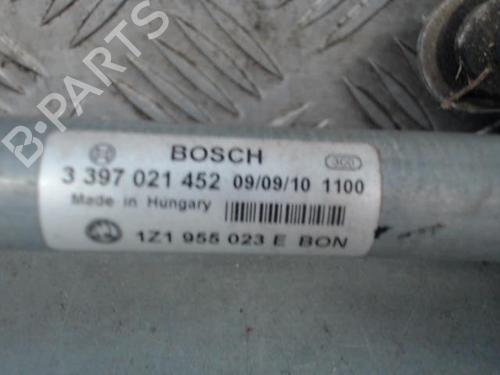 B-PARTS
BOSCH
3 397 021 452 09/09/10 1100
Made in Hungary
1Z1 955 023 E BON